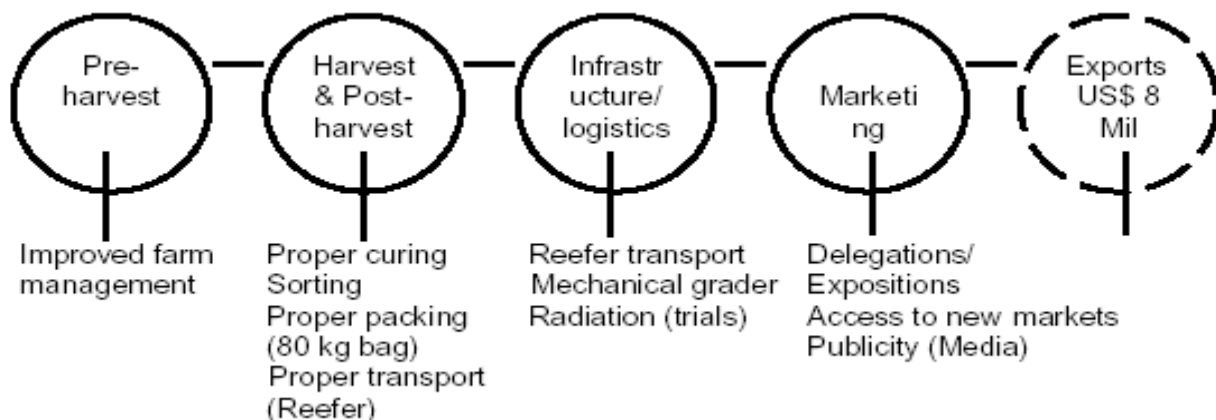 Pre-
harvest
Harvest
& Post-
harvest
Infrastr
ucture/
logistics
Marketi
ng
Exports
US$ 8
Mil
Improved farm
management
Proper curing
Sorting
Proper packing
(80 kg bag)
Proper transport
(Reefer)
Reefer transport
Mechanical grader
Radiation (trials)
Delegations/
Expositions
Access to new markets
Publicity (Media)